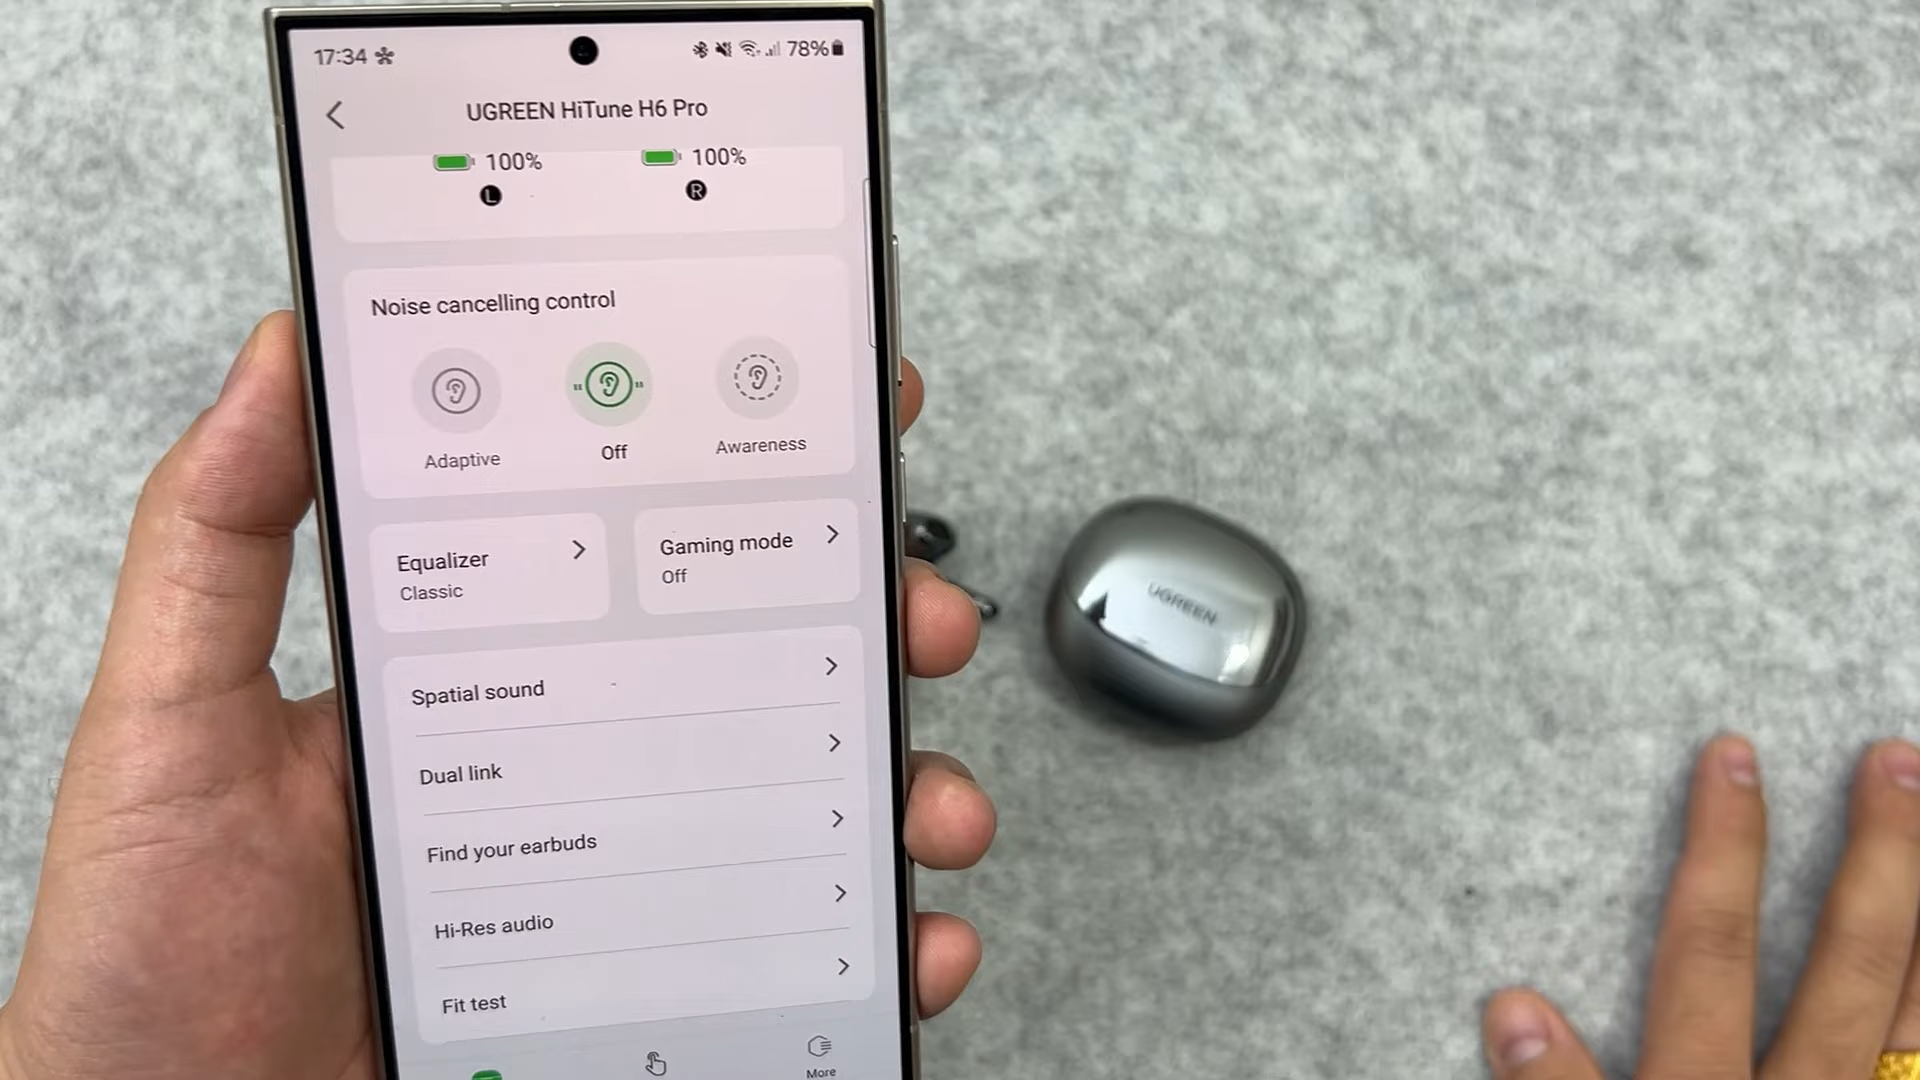 17:34 78%
UGREEN HiTune H6 Pro
100% 100%
L R
Noise cancelling control
Adaptive Off Awareness
Equalizer Gaming mode
Classic Off
Spatial sound
Dual link
Find your earbuds
Hi-Res audio
Fit test
More
UGREEN